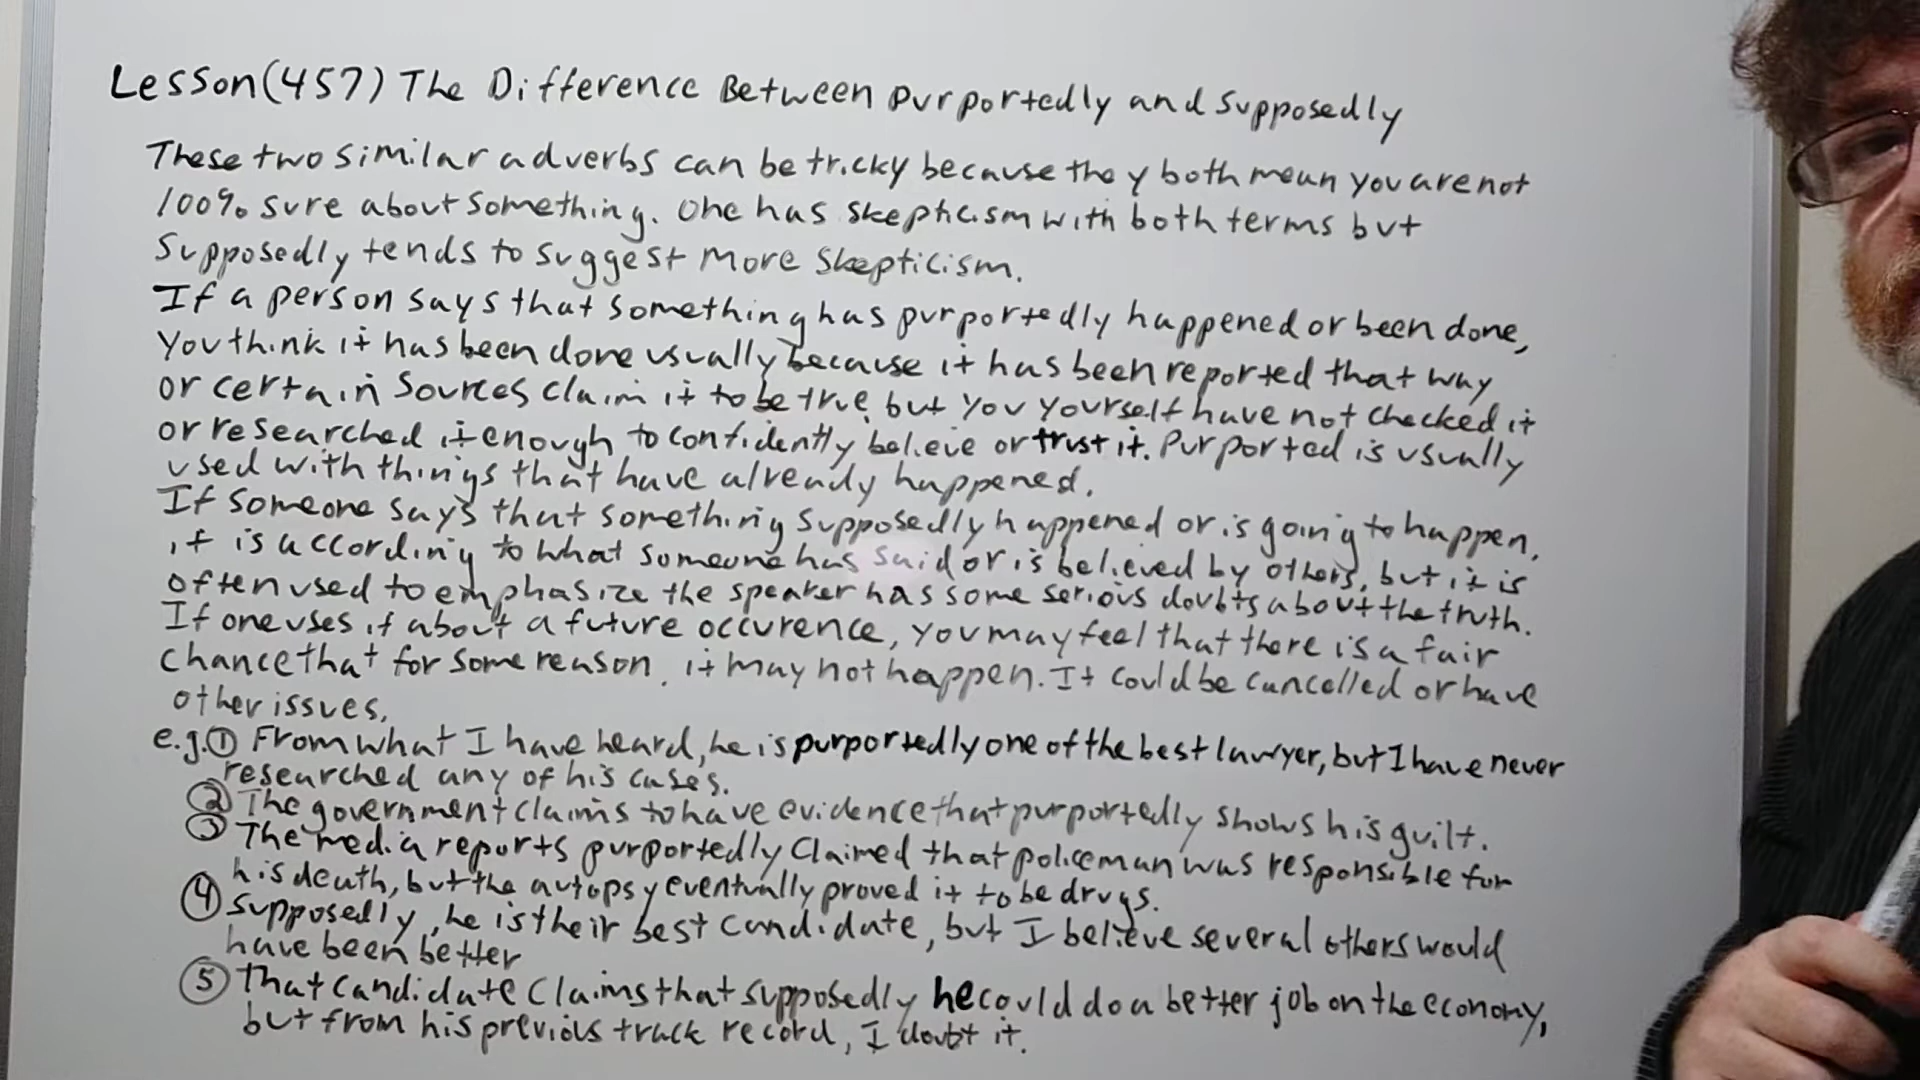 Lesson(457) The Difference Between purportedly and supposedly
These two similar adverbs can be tricky because they both mean you are not
100% sure about something. One has skepticism with both terms but
Supposedly tends to suggest more skepticism.
If a person says that something has purportedly happened or been done,
You think it has been done usually because it has been reported that way
or certain sources claim it to be true, but you yourself have not checked it
or researched it enough to confidently believe or trust it. Purported is usually
used with things that have already happened.
If someone says that something supposedly happened or is going to happen,
it is according to what someone has said or is believed by others, but it is
often used to emphasize the speaker has some serious doubts about the truth.
If one uses it about a future occurence, you may feel that there is a fair
chance that for some reason, it may not happen. It could be cancelled or have
other issues.
e.g.① From what I have heard, he is purportedly one of the best lawyer, but I have never
researched any of his cases.
② The government claims to have evidence that purportedly shows his guilt.
③ The media reports purportedly claimed that policeman was responsible for
his death, but the autopsy eventually proved it to be drugs.
④ Supposedly, he is their best candidate, but I believe several others would
have been better
⑤ That candidate claims that supposedly he could do a better job on the economy,
but from his previous track record, I doubt it.